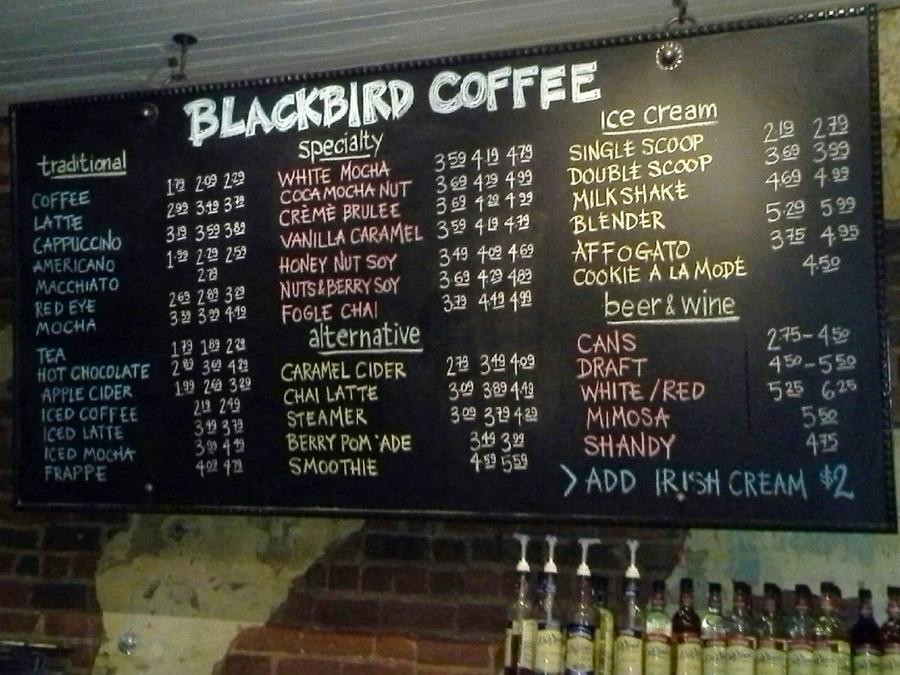 BLACKBIRD COFFEE
traditional
COFFEE 1.79 2.09 2.29
LATTE 2.99 3.49 3.79
CAPPUCCINO 3.19 3.59 3.89
AMERICANO 1.99 2.29 2.59
MACCHIATO 2.79
RED EYE 2.69 2.89 3.29
MOCHA 3.39 3.99 4.49
TEA 1.79 1.89 2.29
HOT CHOCOLATE 2.89 3.69 4.29
APPLE CIDER 1.99 2.69 3.29
ICED COFFEE 2.19 2.49
ICED LATTE 3.49 3.79
ICED MOCHA 3.99 4.49
FRAPPE 4.09 4.79
specialty
WHITE MOCHA 3.59 4.19 4.79
COCA MOCHA NUT 3.69 4.29 4.99
CRÈME BRULEE 3.69 4.29 4.99
VANILLA CARAMEL 3.59 4.19 4.79
HONEY NUT SOY 3.49 4.09 4.69
NUTS & BERRY SOY 3.69 4.29 4.89
FOGLE CHAI 3.79 4.49 4.99
alternative
CARAMEL CIDER 2.79 3.49 4.09
CHAI LATTE 3.09 3.89 4.49
STEAMER 3.09 3.79 4.29
BERRY POM 'ADE 3.49 3.99
SMOOTHIE 4.59 5.59
Ice cream
SINGLE SCOOP 2.19 2.79
DOUBLE SCOOP 3.69 3.99
MILKSHAKE 4.69 4.99
BLENDER 5.29 5.99
AFFOGATO 3.75 4.95
COOKIE A LA MODE 4.50
beer & wine
CANS 2.75-4.50
DRAFT 4.50-5.50
WHITE / RED 5.25 6.25
MIMOSA 5.50
SHANDY 4.75
> ADD IRISH CREAM $2